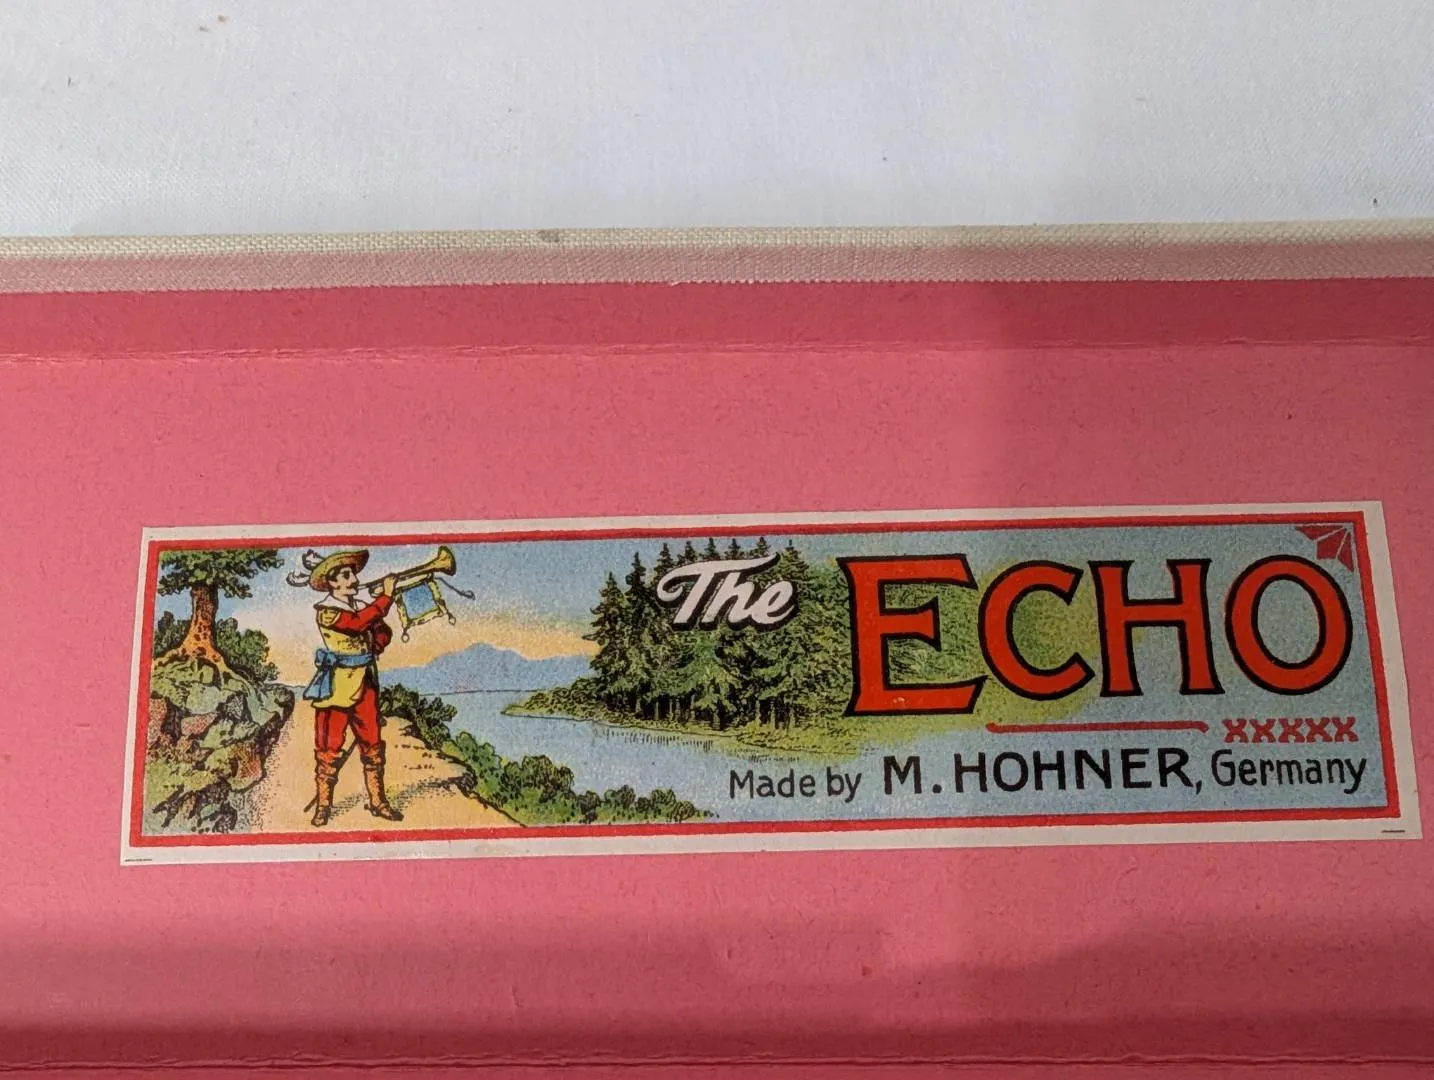 The ECHO
xxxxx
Made by M. HOHNER, Germany